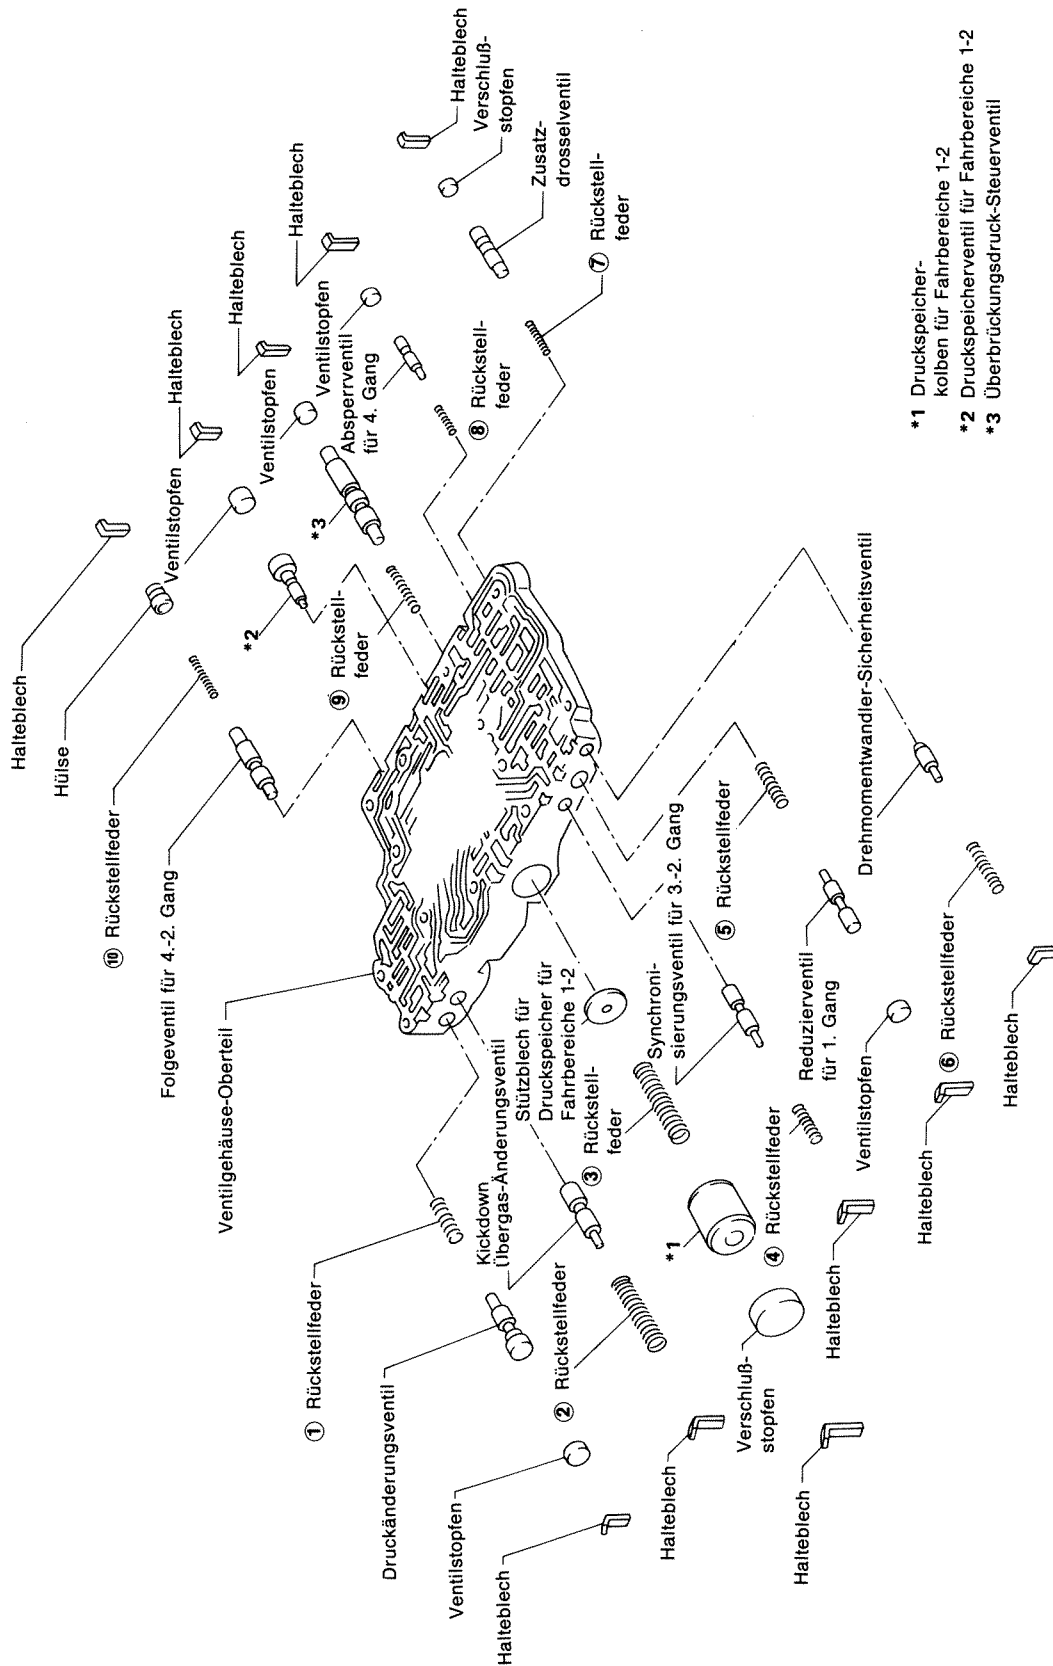 Halteblech
Hülse
⑩ Rückstellfeder
Folgeventil für 4.-2. Gang
Ventilgehäuse-Oberteil
① Rückstellfeder
Druckänderungsventil
Ventilstopfen
Halteblech
Ventilstopfen
Halteblech
Ventilstopfen
Halteblech
Ventilstopfen
Halteblech
Absperrventil
für 4. Gang
*3
*2
⑨ Rückstell-
feder
⑧ Rückstell-
feder
Halteblech
Verschluß-
stopfen
Zusatz-
drosselventil
⑦ Rückstell-
feder
Kickdown
Übergas-Änderungsventil
Stützblech für
Druckspeicher für
Fahrbereiche 1-2
② Rückstellfeder
③ Rückstell-
feder
Synchroni-
sierungsventil für 3.-2. Gang
⑤ Rückstellfeder
Drehmomentwandler-Sicherheitsventil
*1
④ Rückstellfeder
Reduzierventil
für 1. Gang
Ventilstopfen
⑥ Rückstellfeder
Halteblech
Verschluß-
stopfen
Halteblech
Halteblech
Halteblech
Halteblech
*1 Druckspeicher-
kolben für Fahrbereiche 1-2
*2 Druckspeicherventil für Fahrbereiche 1-2
*3 Überbrückungsdruck-Steuerventil